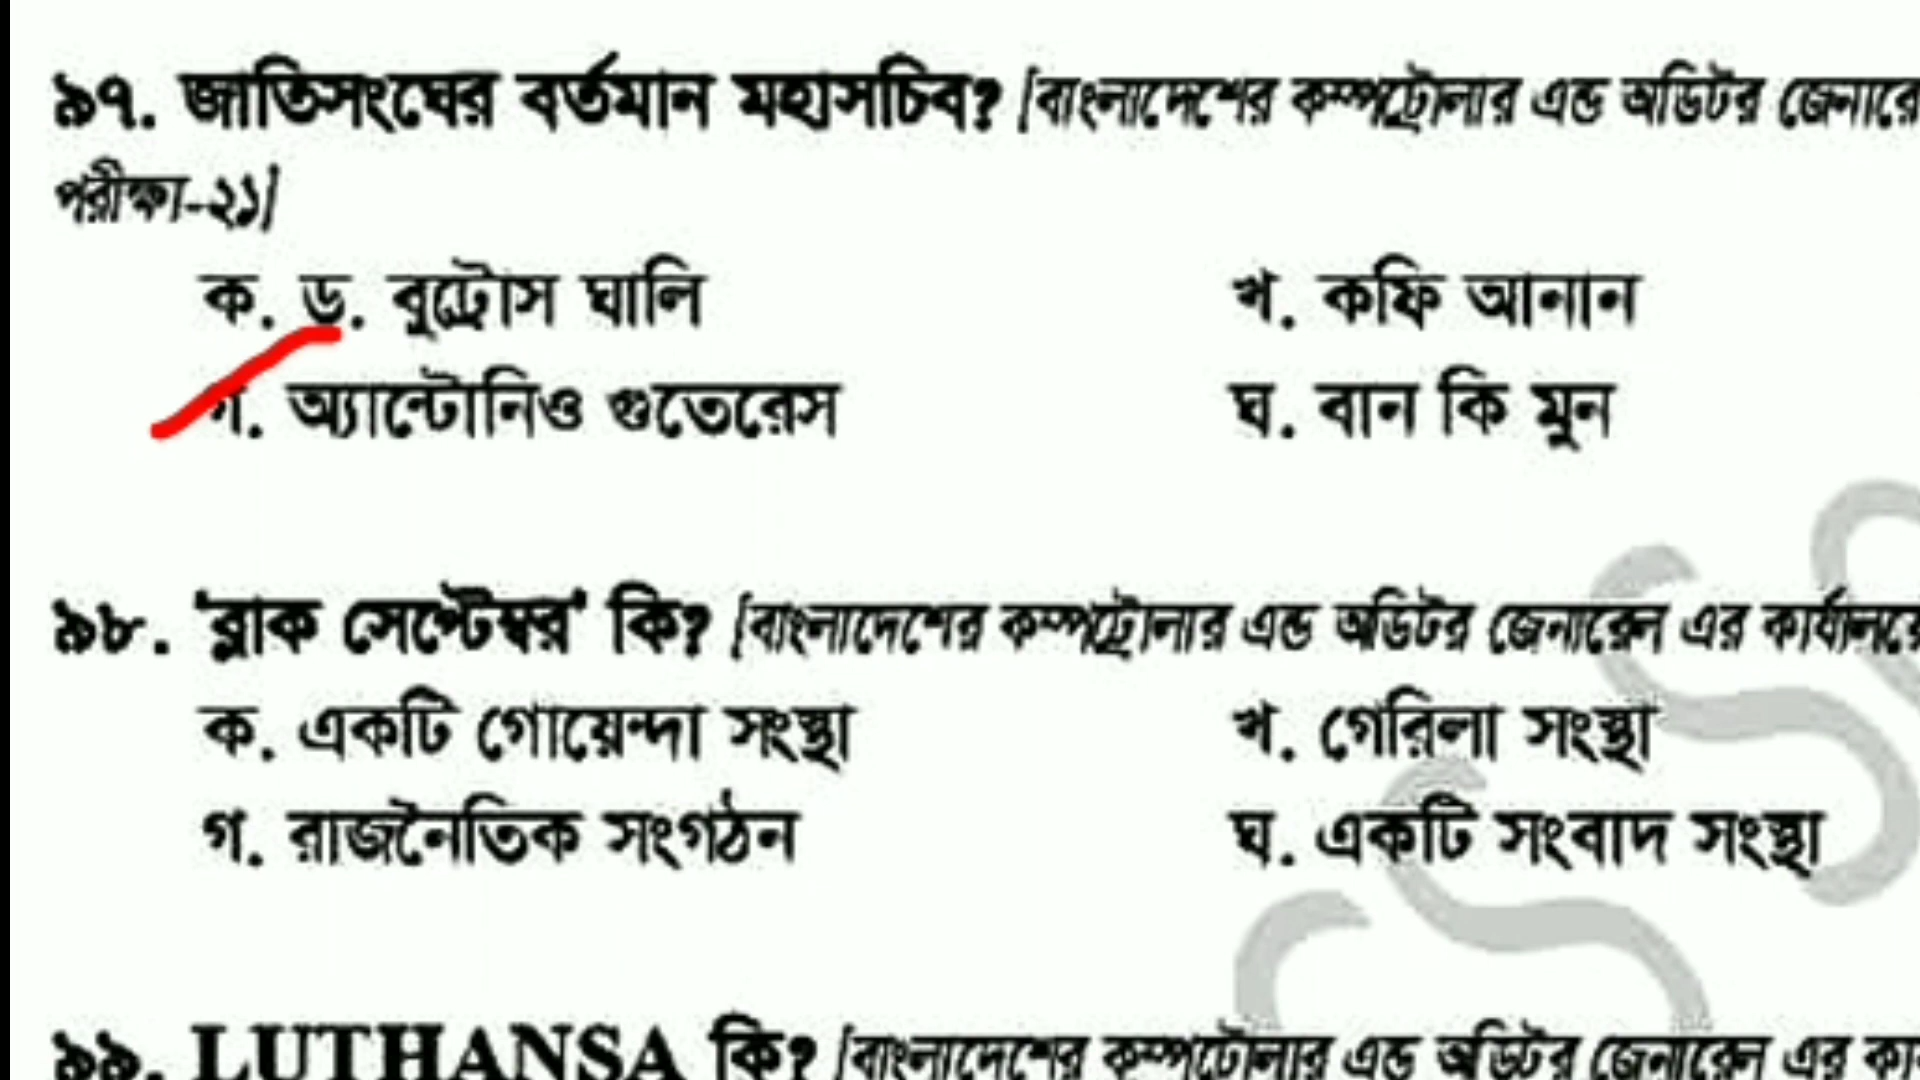 ৯৭. জাতিসংঘের বর্তমান মহাসচিব? [বাংলাদেশের কম্পট্রোলার এন্ড অডিটর জেনারে
পরীক্ষা-২১]
ক. ড. বুট্রোস ঘালি খ. কফি আনান
গ. অ্যান্টোনিও গুতেরেস ঘ. বান কি মুন
৯৮. 'ব্লাক সেপ্টেম্বর' কি? [বাংলাদেশের কম্পট্রোলার এন্ড অডিটর জেনারেল এর কার্যালয়ে
ক. একটি গোয়েন্দা সংস্থা খ. গেরিলা সংস্থা
গ. রাজনৈতিক সংগঠন ঘ. একটি সংবাদ সংস্থা
৯৯. LUTHANSA কি? [বাংলাদেশের কম্পট্রোলার এন্ড অডিটর জেনারেল এর কা